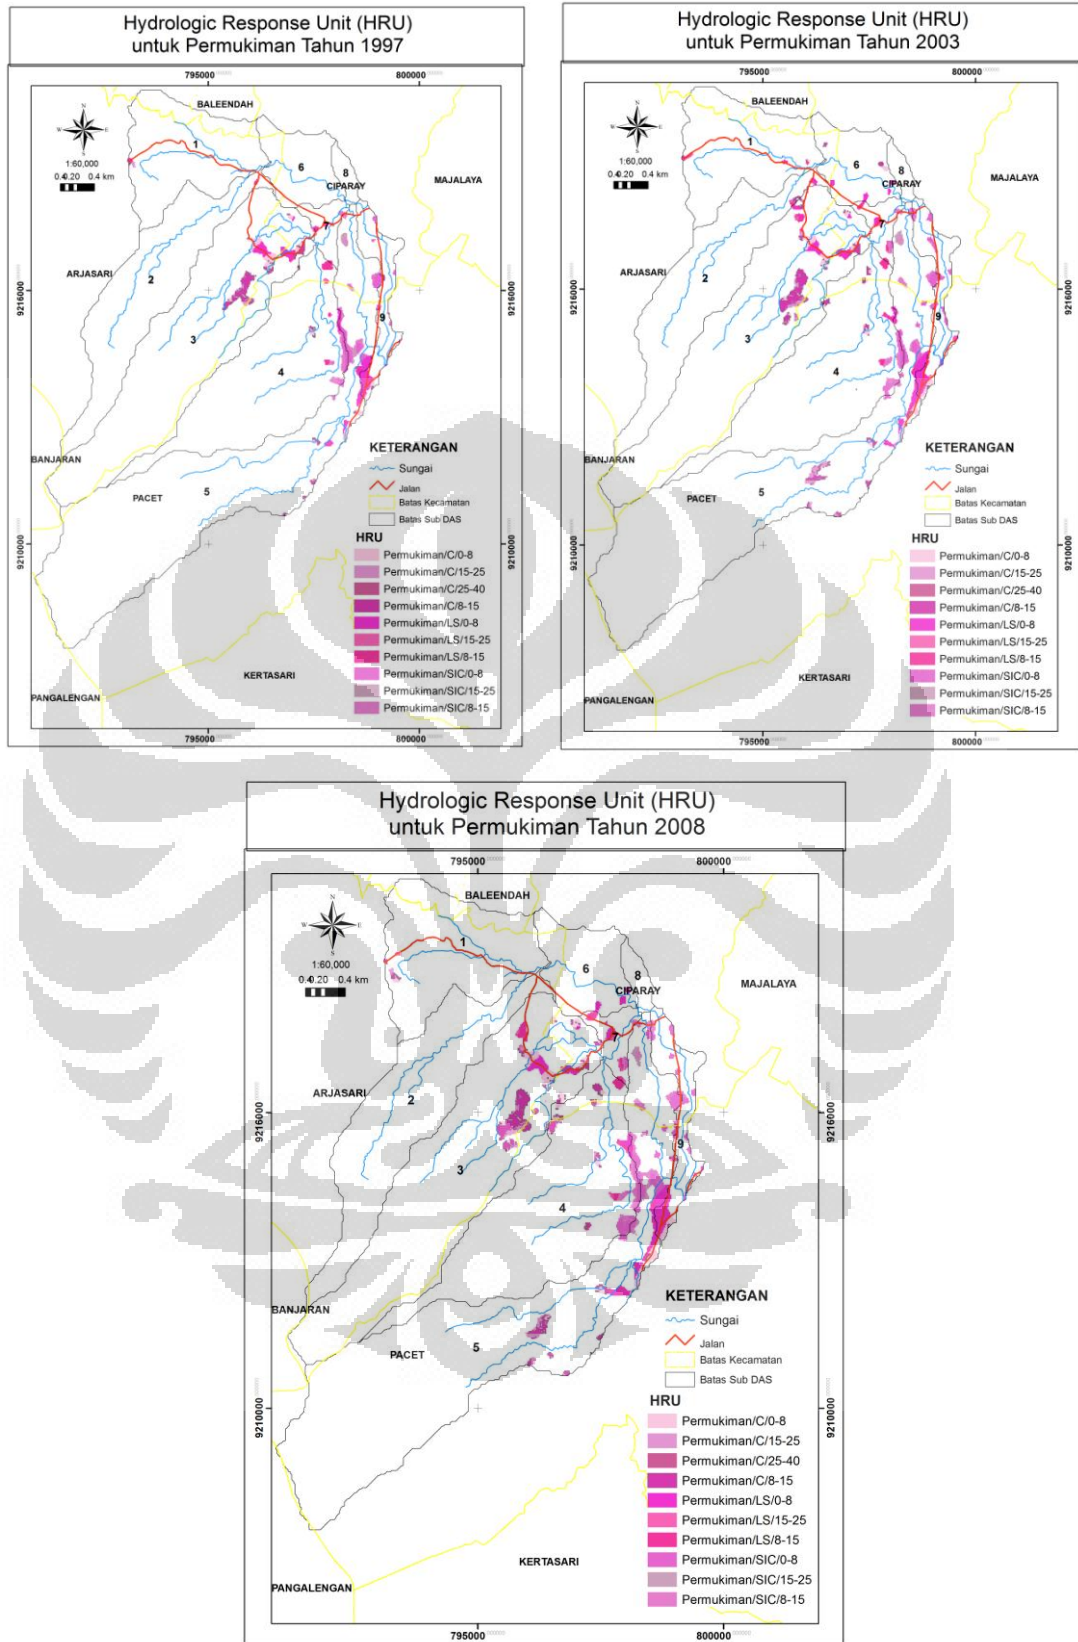 Hydrologic Response Unit (HRU)
untuk Permukiman Tahun 1997
795000
800000
BALEENDAH
N
W
E
S
1:60,000
0.4 0.20 0.4 km
1
6
8
CIPARAY
MAJALAYA
7
ARJASARI
2
9216000
9216000
9
3
4
KETERANGAN
Sungai
Jalan
Batas Kecamatan
Batas Sub DAS
BANJARAN
PACET
5
HRU
Permukiman/C/0-8
Permukiman/C/15-25
Permukiman/C/25-40
Permukiman/C/8-15
Permukiman/LS/0-8
Permukiman/LS/15-25
Permukiman/LS/8-15
Permukiman/SIC/0-8
Permukiman/SIC/15-25
Permukiman/SIC/8-15
9210000
9210000
KERTASARI
PANGALENGAN
795000
800000
Hydrologic Response Unit (HRU)
untuk Permukiman Tahun 2003
795000
800000
BALEENDAH
N
W
E
S
1:60,000
0.4 0.20 0.4 km
1
6
8
CIPARAY
MAJALAYA
7
ARJASARI
2
9216000
9216000
9
3
4
KETERANGAN
Sungai
Jalan
Batas Kecamatan
Batas Sub DAS
BANJARAN
PACET
5
HRU
Permukiman/C/0-8
Permukiman/C/15-25
Permukiman/C/25-40
Permukiman/C/8-15
Permukiman/LS/0-8
Permukiman/LS/15-25
Permukiman/LS/8-15
Permukiman/SIC/0-8
Permukiman/SIC/15-25
Permukiman/SIC/8-15
9210000
9210000
KERTASARI
PANGALENGAN
795000
800000
Hydrologic Response Unit (HRU)
untuk Permukiman Tahun 2008
795000
800000
BALEENDAH
N
W
E
S
1:60,000
0.4 0.20 0.4 km
1
6
8
CIPARAY
MAJALAYA
7
ARJASARI
2
9216000
9216000
9
3
4
KETERANGAN
Sungai
Jalan
Batas Kecamatan
Batas Sub DAS
BANJARAN
PACET
5
HRU
Permukiman/C/0-8
Permukiman/C/15-25
Permukiman/C/25-40
Permukiman/C/8-15
Permukiman/LS/0-8
Permukiman/LS/15-25
Permukiman/LS/8-15
Permukiman/SIC/0-8
Permukiman/SIC/15-25
Permukiman/SIC/8-15
9210000
9210000
KERTASARI
PANGALENGAN
795000
800000